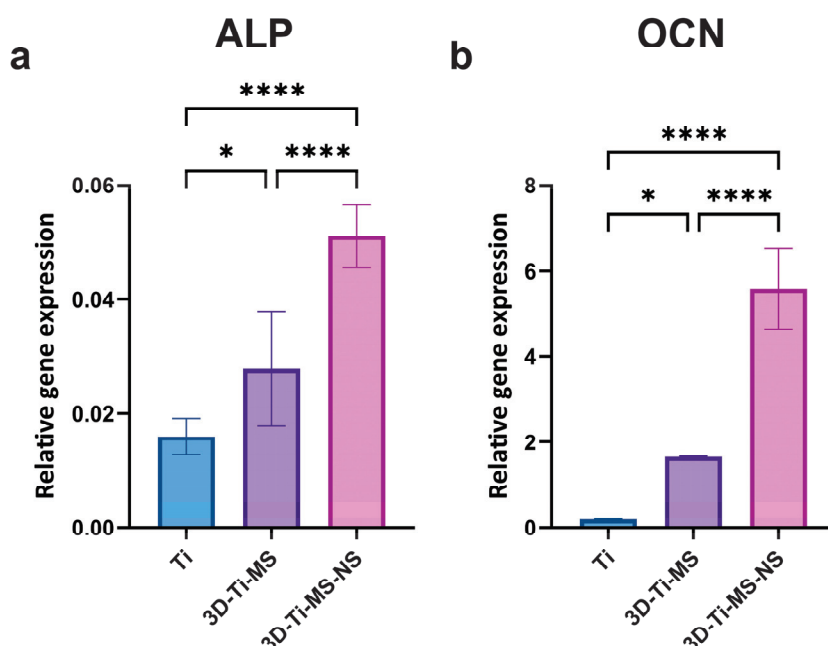 a
ALP
****
*
****
Relative gene expression
0.06
0.04
0.02
0.00
Ti
3D-Ti-MS
3D-Ti-MS-NS
b
OCN
****
*
****
Relative gene expression
8
6
4
2
0
Ti
3D-Ti-MS
3D-Ti-MS-NS